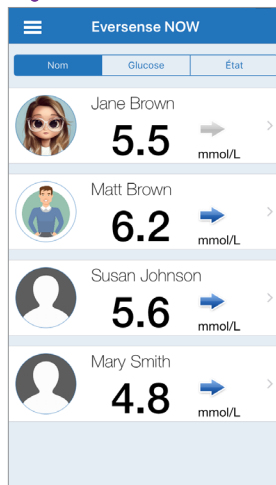 Eversense NOW
Nom Glucose État
Jane Brown
5.5
mmol/L
Matt Brown
6.2
mmol/L
Susan Johnson
5.6
mmol/L
Mary Smith
4.8
mmol/L